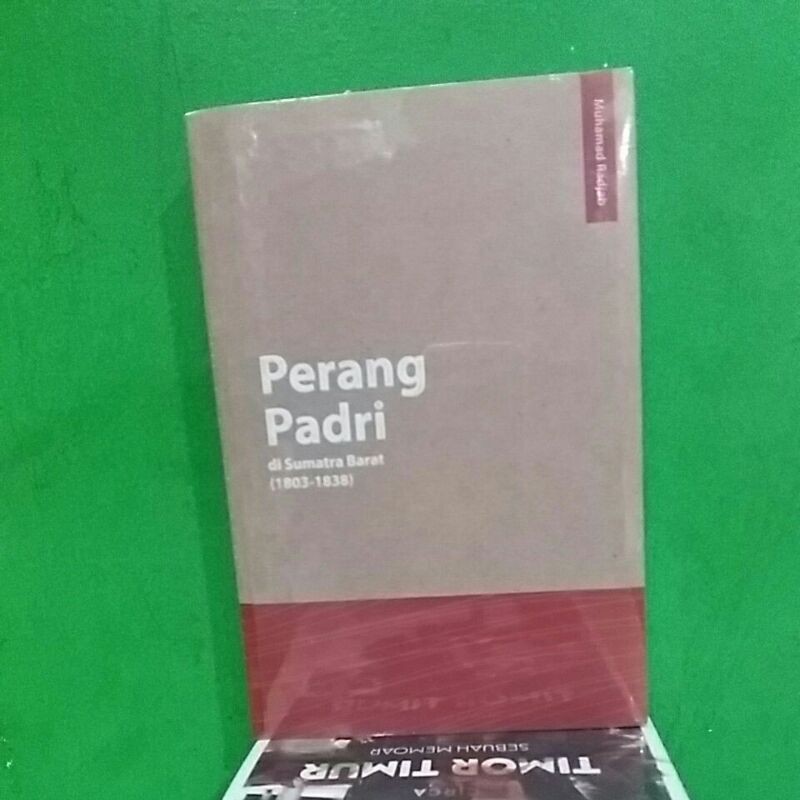 Muhamad Radjab
Perang
Padri
di Sumatra Barat
(1803-1838)
TIMOR TIMUR
SEBUAH MEMOAR